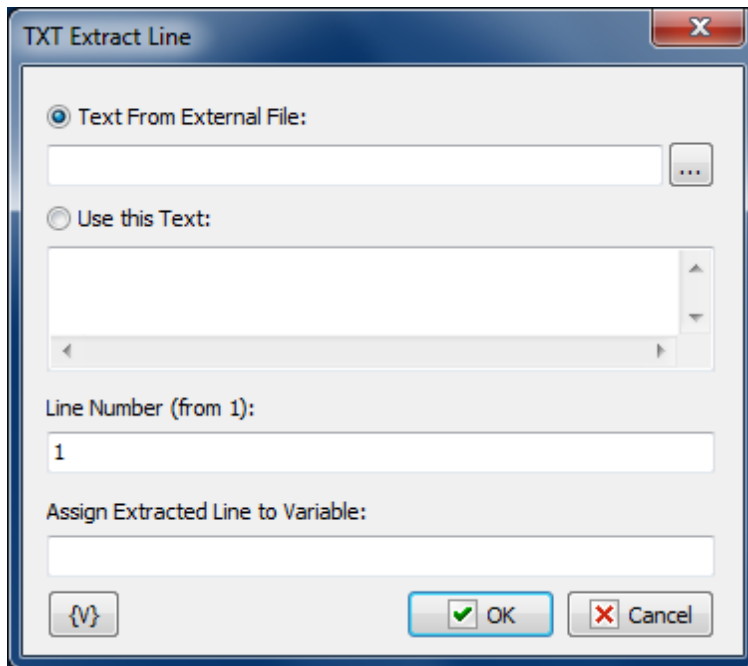 TXT Extract Line
Text From External File:
...
Use this Text:
Line Number (from 1):
1
Assign Extracted Line to Variable:
{V} OK Cancel